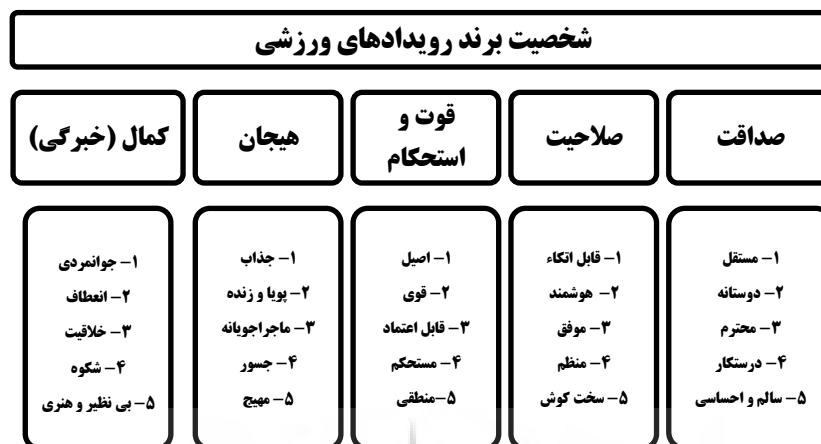 شخصیت برند رویدادهای ورزشی
صداقت
صلاحیت
قوت و
استحکام
هیجان
کمال (خبرگی)
۱- مستقل
۲- دوستانه
۳- محترم
۴- درستکار
۵- سالم و احساسی
۱- قابل اتکاء
۲- هوشمند
۳- موفق
۴- منظم
۵- سخت کوش
۱- اصیل
۲- قوی
۳- قابل اعتماد
۴- مستحکم
۵-منطقی
۱- جذاب
۲- پویا و زنده
۳- ماجراجویانه
۴- جسور
۵- مهیج
۱- جوانمردی
۲- انعطاف
۳- خلاقیت
۴- شکوه
۵- بی نظیر و هنری